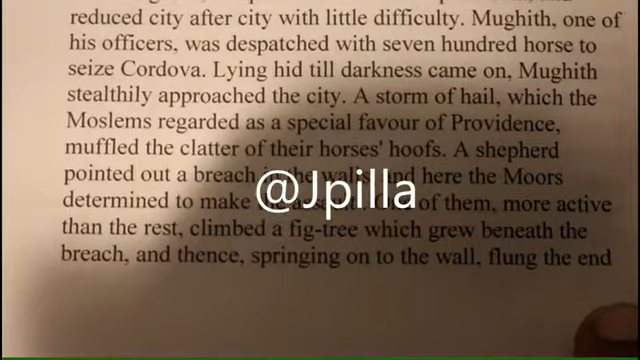 reduced city after city with little difficulty. Mughith, one of
his officers, was despatched with seven hundred horse to
seize Cordova. Lying hid till darkness came on, Mughith
stealthily approached the city. A storm of hail, which the
Moslems regarded as a special favour of Providence,
muffled the clatter of their horses' hoofs. A shepherd
pointed out a breach in the walls, and here the Moors
@Jpilla
determined to make the assault. One of them, more active
than the rest, climbed a fig-tree which grew beneath the
breach, and thence, springing on to the wall, flung the end